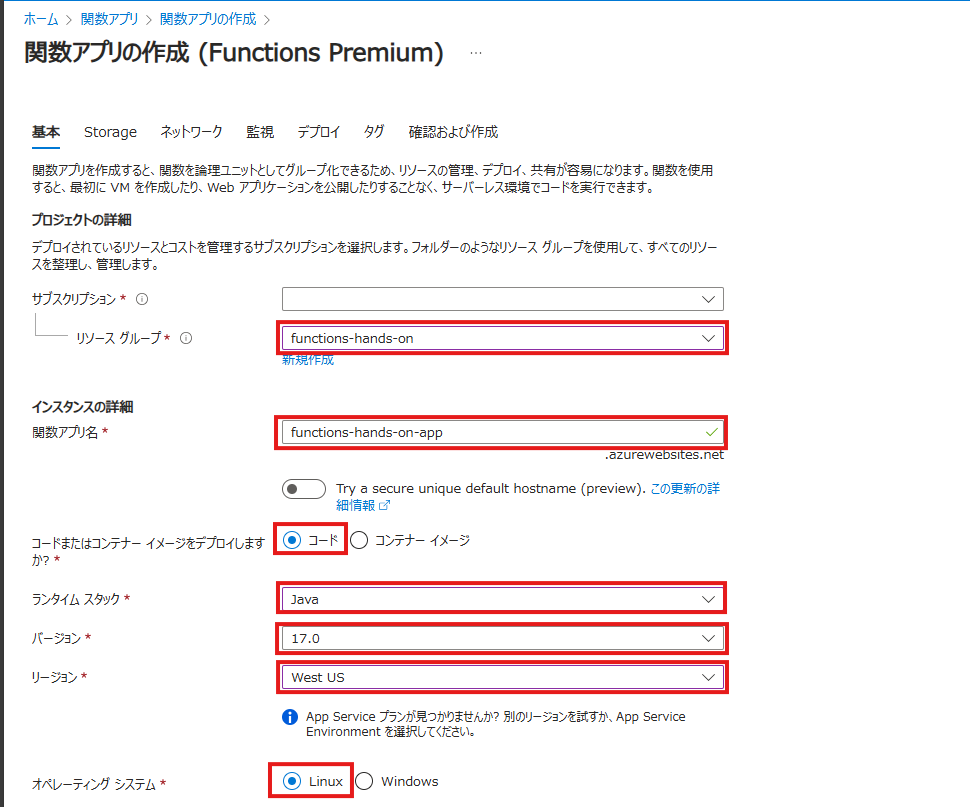 ホーム > 関数アプリ > 関数アプリの作成 >
関数アプリの作成 (Functions Premium) …
基本 Storage ネットワーク 監視 デプロイ タグ 確認および作成
関数アプリを作成すると、関数を論理ユニットとしてグループ化できるため、リソースの管理、デプロイ、共有が容易になります。関数を使用
すると、最初に VM を作成したり、Web アプリケーションを公開したりすることなく、サーバーレス環境でコードを実行できます。
プロジェクトの詳細
デプロイされているリソースとコストを管理するサブスクリプションを選択します。フォルダーのようなリソース グループを使用して、すべてのリソー
スを整理し、管理します。
サブスクリプション *
リソース グループ * functions-hands-on
新規作成
インスタンスの詳細
関数アプリ名 * functions-hands-on-app
.azurewebsites.net
Try a secure unique default hostname (preview). この更新の詳
細情報
コードまたはコンテナー イメージをデプロイします コード コンテナー イメージ
か? *
ランタイム スタック * Java
バージョン * 17.0
リージョン * West US
App Service プランが見つかりませんか? 別のリージョンを試すか、App Service
Environment を選択してください。
オペレーティング システム * Linux Windows